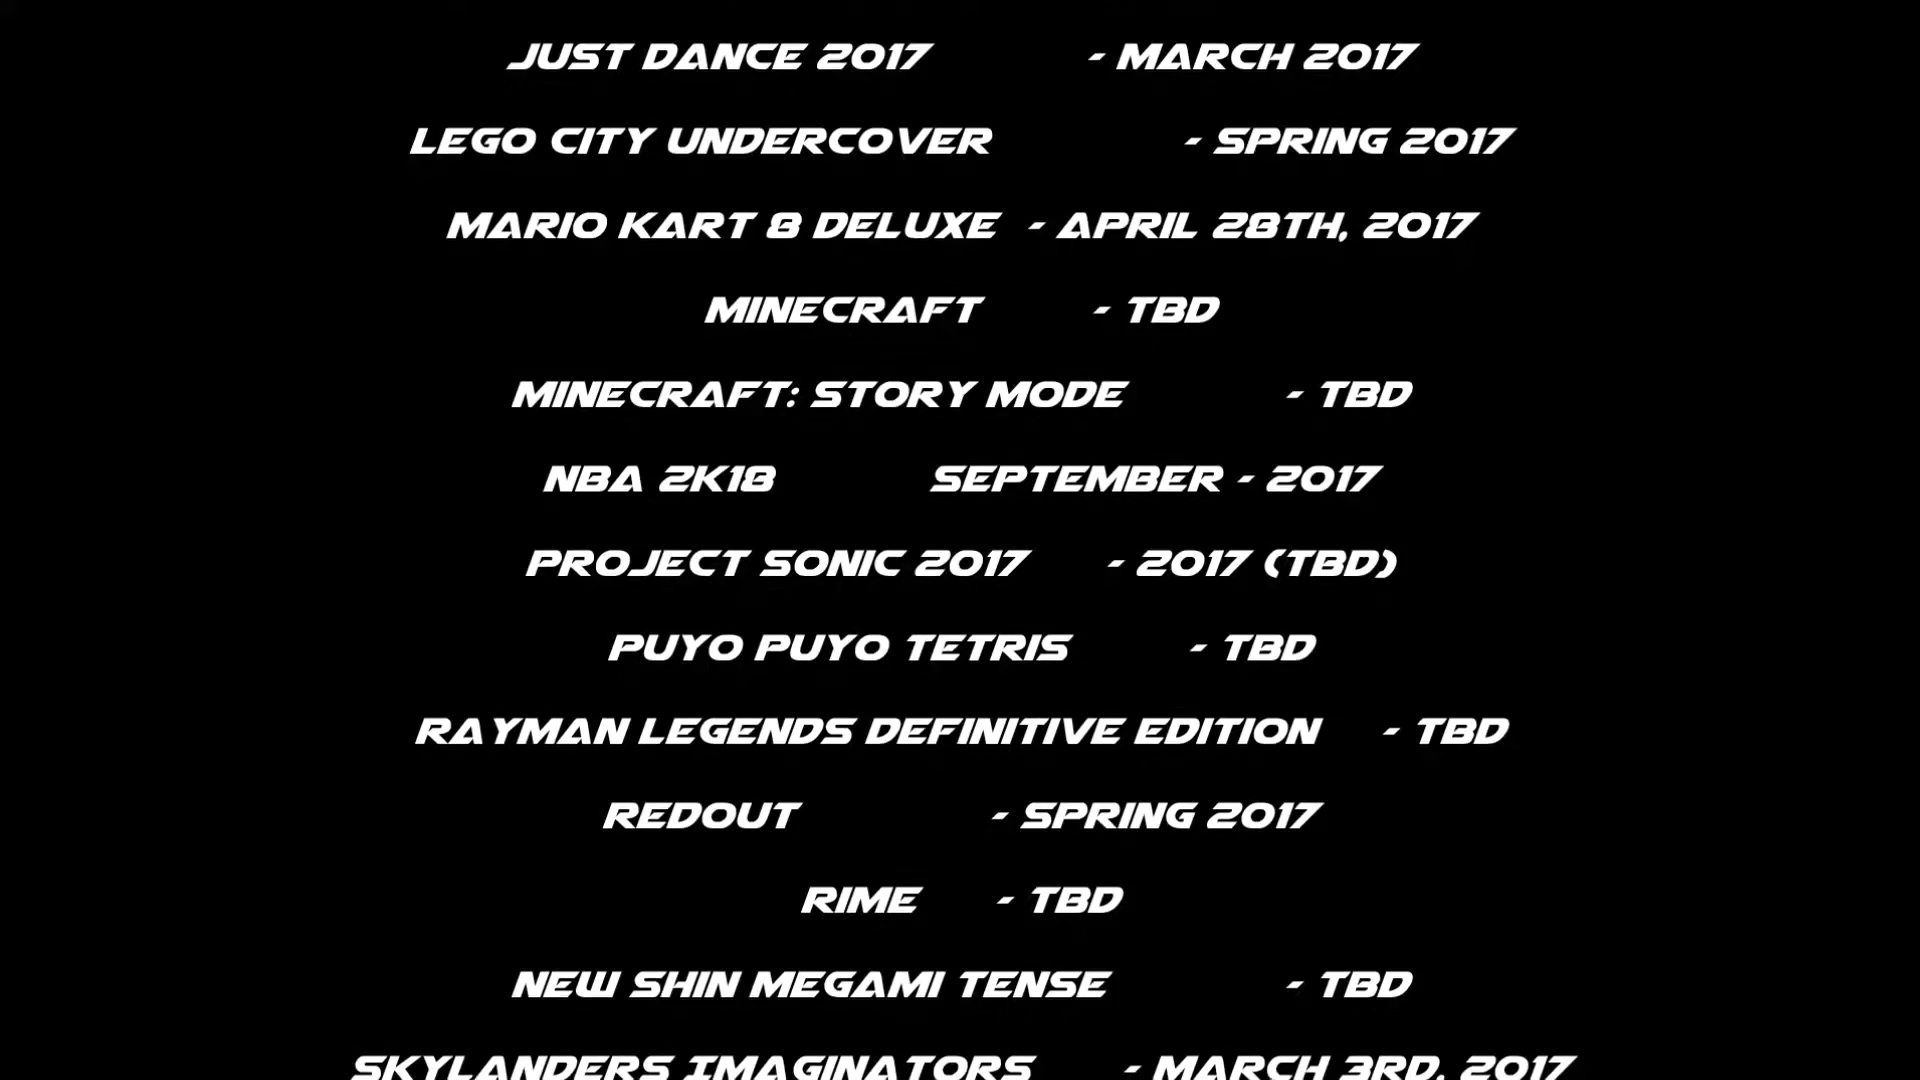 JUST DANCE 2017 - MARCH 2017
LEGO CITY UNDERCOVER - SPRING 2017
MARIO KART 8 DELUXE - APRIL 28TH, 2017
MINECRAFT - TBD
MINECRAFT: STORY MODE - TBD
NBA 2K18 SEPTEMBER - 2017
PROJECT SONIC 2017 - 2017 (TBD)
PUYO PUYO TETRIS - TBD
RAYMAN LEGENDS DEFINITIVE EDITION - TBD
REDOUT - SPRING 2017
RIME - TBD
NEW SHIN MEGAMI TENSE - TBD
SKYLANDERS IMAGINATORS - MARCH 3RD, 2017